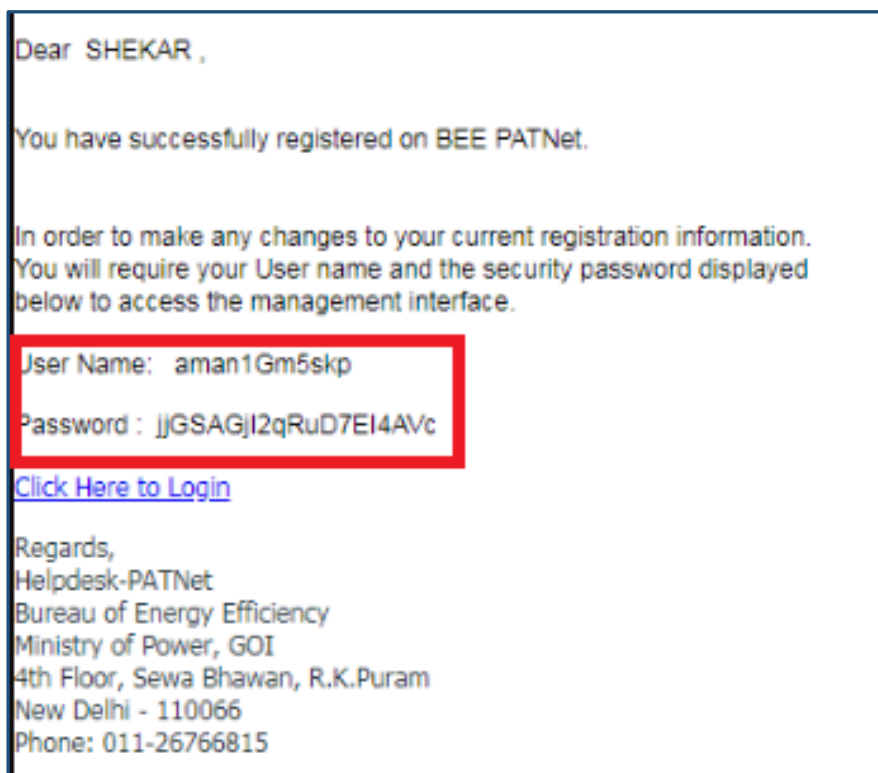 Dear SHEKAR ,
You have successfully registered on BEE PATNet.
In order to make any changes to your current registration information.
You will require your User name and the security password displayed
below to access the management interface.
User Name: aman1Gm5skp
Password : jjGSAGjI2qRuD7EI4AVc
Click Here to Login
Regards,
Helpdesk-PATNet
Bureau of Energy Efficiency
Ministry of Power, GOI
4th Floor, Sewa Bhawan, R.K.Puram
New Delhi - 110066
Phone: 011-26766815